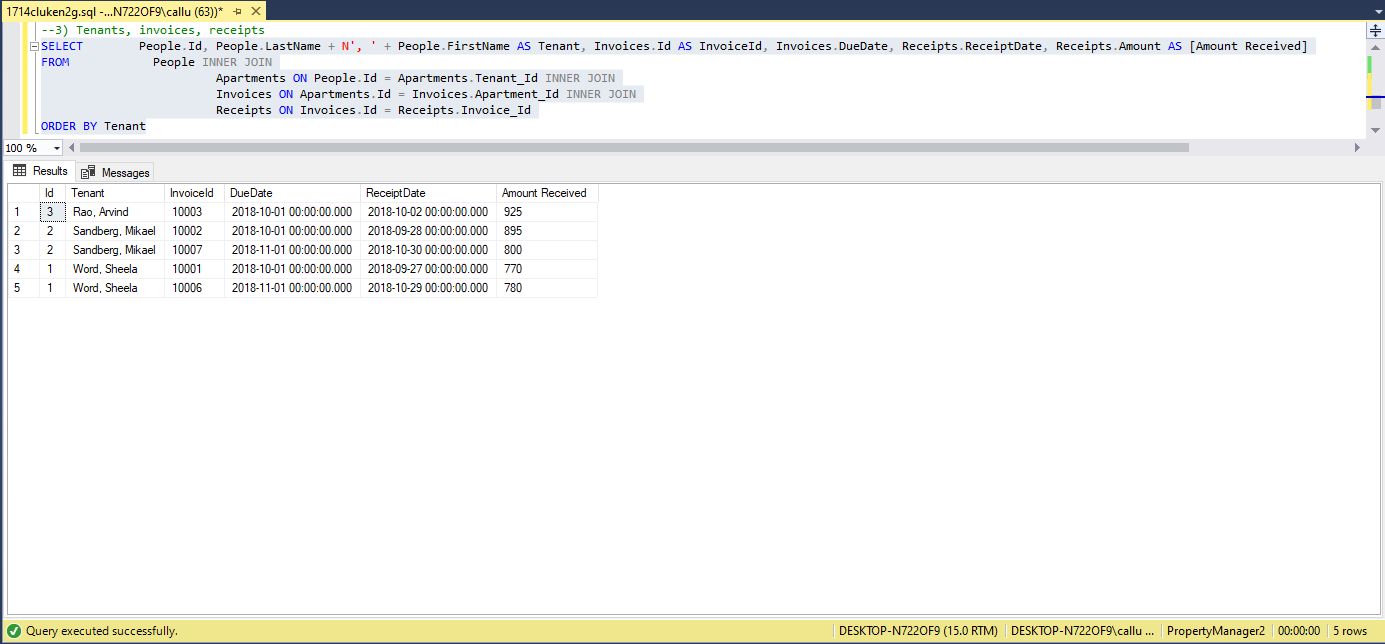 1714cluken2g.sql -...N722OF9\callu (63))*
--3) Tenants, invoices, receipts
SELECT People.Id, People.LastName + N', ' + People.FirstName AS Tenant, Invoices.Id AS InvoiceId, Invoices.DueDate, Receipts.ReceiptDate, Receipts.Amount AS [Amount Received]
FROM People INNER JOIN
Apartments ON People.Id = Apartments.Tenant_Id INNER JOIN
Invoices ON Apartments.Id = Invoices.Apartment_Id INNER JOIN
Receipts ON Invoices.Id = Receipts.Invoice_Id
ORDER BY Tenant
100 %
Results Messages
Id Tenant InvoiceId DueDate ReceiptDate Amount Received
1 3 Rao, Arvind 10003 2018-10-01 00:00:00.000 2018-10-02 00:00:00.000 925
2 2 Sandberg, Mikael 10002 2018-10-01 00:00:00.000 2018-09-28 00:00:00.000 895
3 2 Sandberg, Mikael 10007 2018-11-01 00:00:00.000 2018-10-30 00:00:00.000 800
4 1 Word, Sheela 10001 2018-10-01 00:00:00.000 2018-09-27 00:00:00.000 770
5 1 Word, Sheela 10006 2018-11-01 00:00:00.000 2018-10-29 00:00:00.000 780
Query executed successfully. DESKTOP-N722OF9 (15.0 RTM) DESKTOP-N722OF9\callu ... PropertyManager2 00:00:00 5 rows